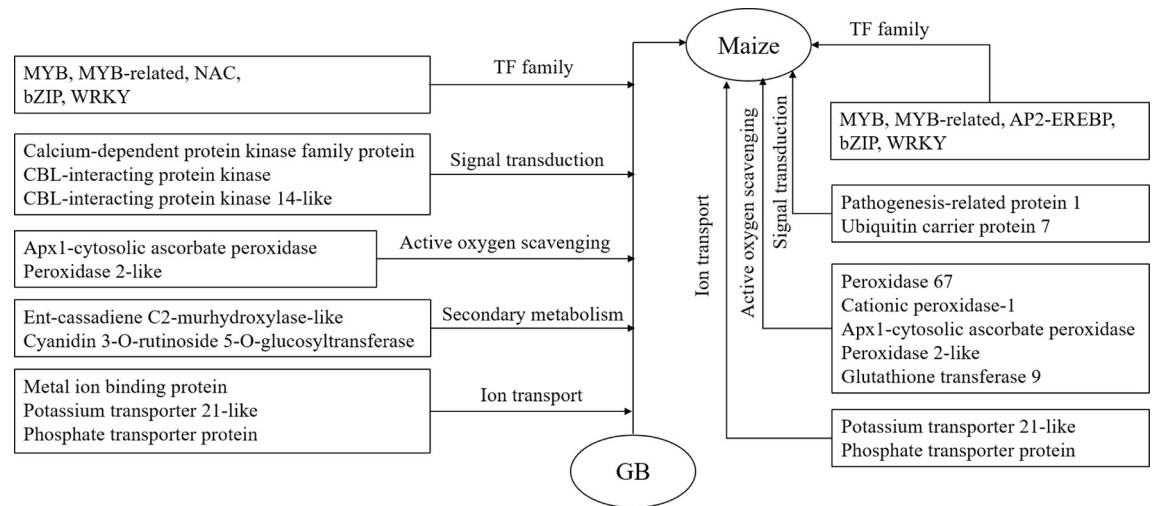 MYB, MYB-related, NAC,
bZIP, WRKY
TF family
Calcium-dependent protein kinase family protein
CBL-interacting protein kinase
CBL-interacting protein kinase 14-like
Signal transduction
Apx1-cytosolic ascorbate peroxidase
Peroxidase 2-like
Active oxygen scavenging
Ent-cassadiene C2-murhydroxylase-like
Cyanidin 3-O-rutinoside 5-O-glucosyltransferase
Secondary metabolism
Metal ion binding protein
Potassium transporter 21-like
Phosphate transporter protein
Ion transport
GB
Maize
TF family
MYB, MYB-related, AP2-EREBP,
bZIP, WRKY
Signal transduction
Pathogenesis-related protein 1
Ubiquitin carrier protein 7
Active oxygen scavenging
Peroxidase 67
Cationic peroxidase-1
Apx1-cytosolic ascorbate peroxidase
Peroxidase 2-like
Glutathione transferase 9
Ion transport
Potassium transporter 21-like
Phosphate transporter protein